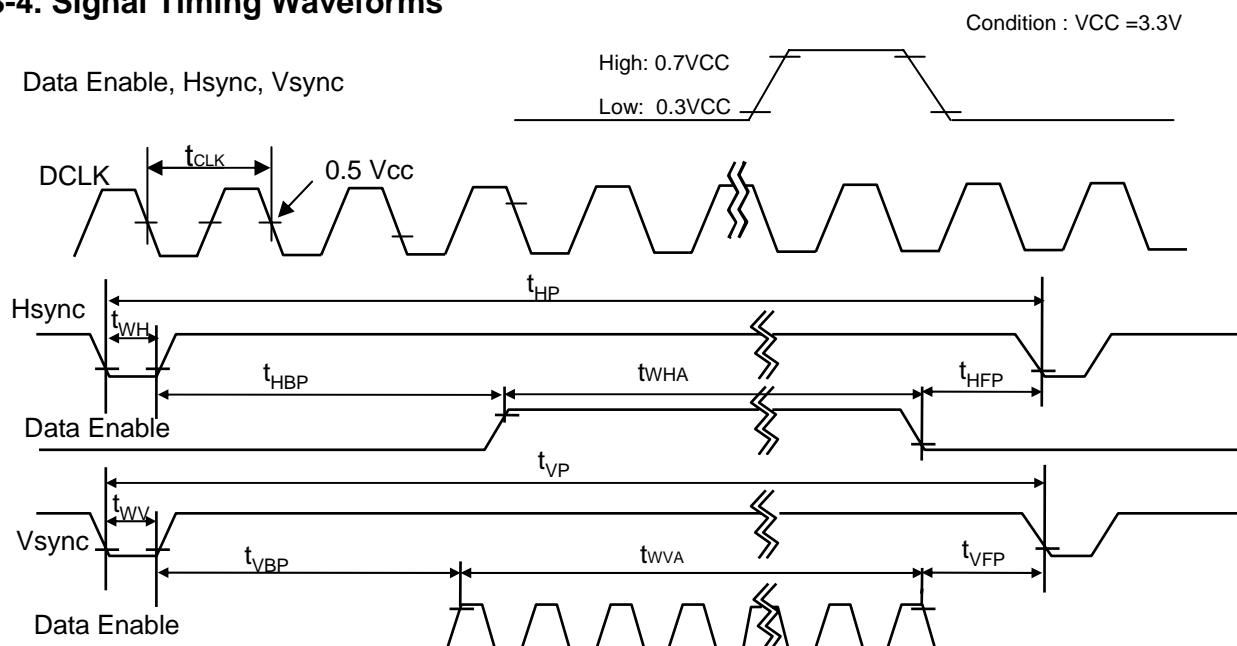 -4. Signal Timing Waveforms
Condition : VCC =3.3V
Data Enable, Hsync, Vsync
High: 0.7VCC
Low: 0.3VCC
DCLK
tCLK
0.5 Vcc
Hsync
tHP
tWH
tHBP
tWHA
tHFP
Data Enable
tVP
tWV
Vsync
tVBP
tWVA
tVFP
Data Enable